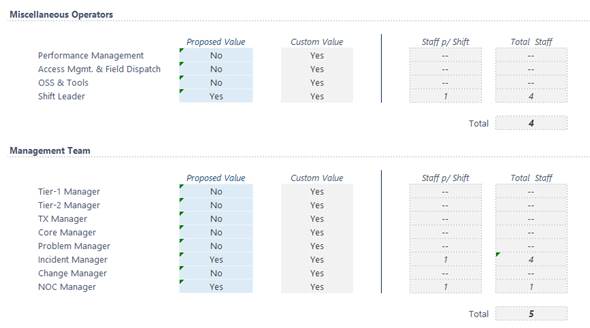 Miscellaneous Operators
Proposed Value Custom Value Staff p/ Shift Total Staff
Performance Management No Yes -- --
Access Mgmt. & Field Dispatch No Yes -- --
OSS & Tools No Yes -- --
Shift Leader Yes Yes 1 4
Total 4
Management Team
Proposed Value Custom Value Staff p/ Shift Total Staff
Tier-1 Manager No Yes -- --
Tier-2 Manager No Yes -- --
TX Manager No Yes -- --
Core Manager No Yes -- --
Problem Manager No Yes -- --
Incident Manager Yes Yes 1 4
Change Manager No Yes -- --
NOC Manager Yes Yes 1 1
Total 5